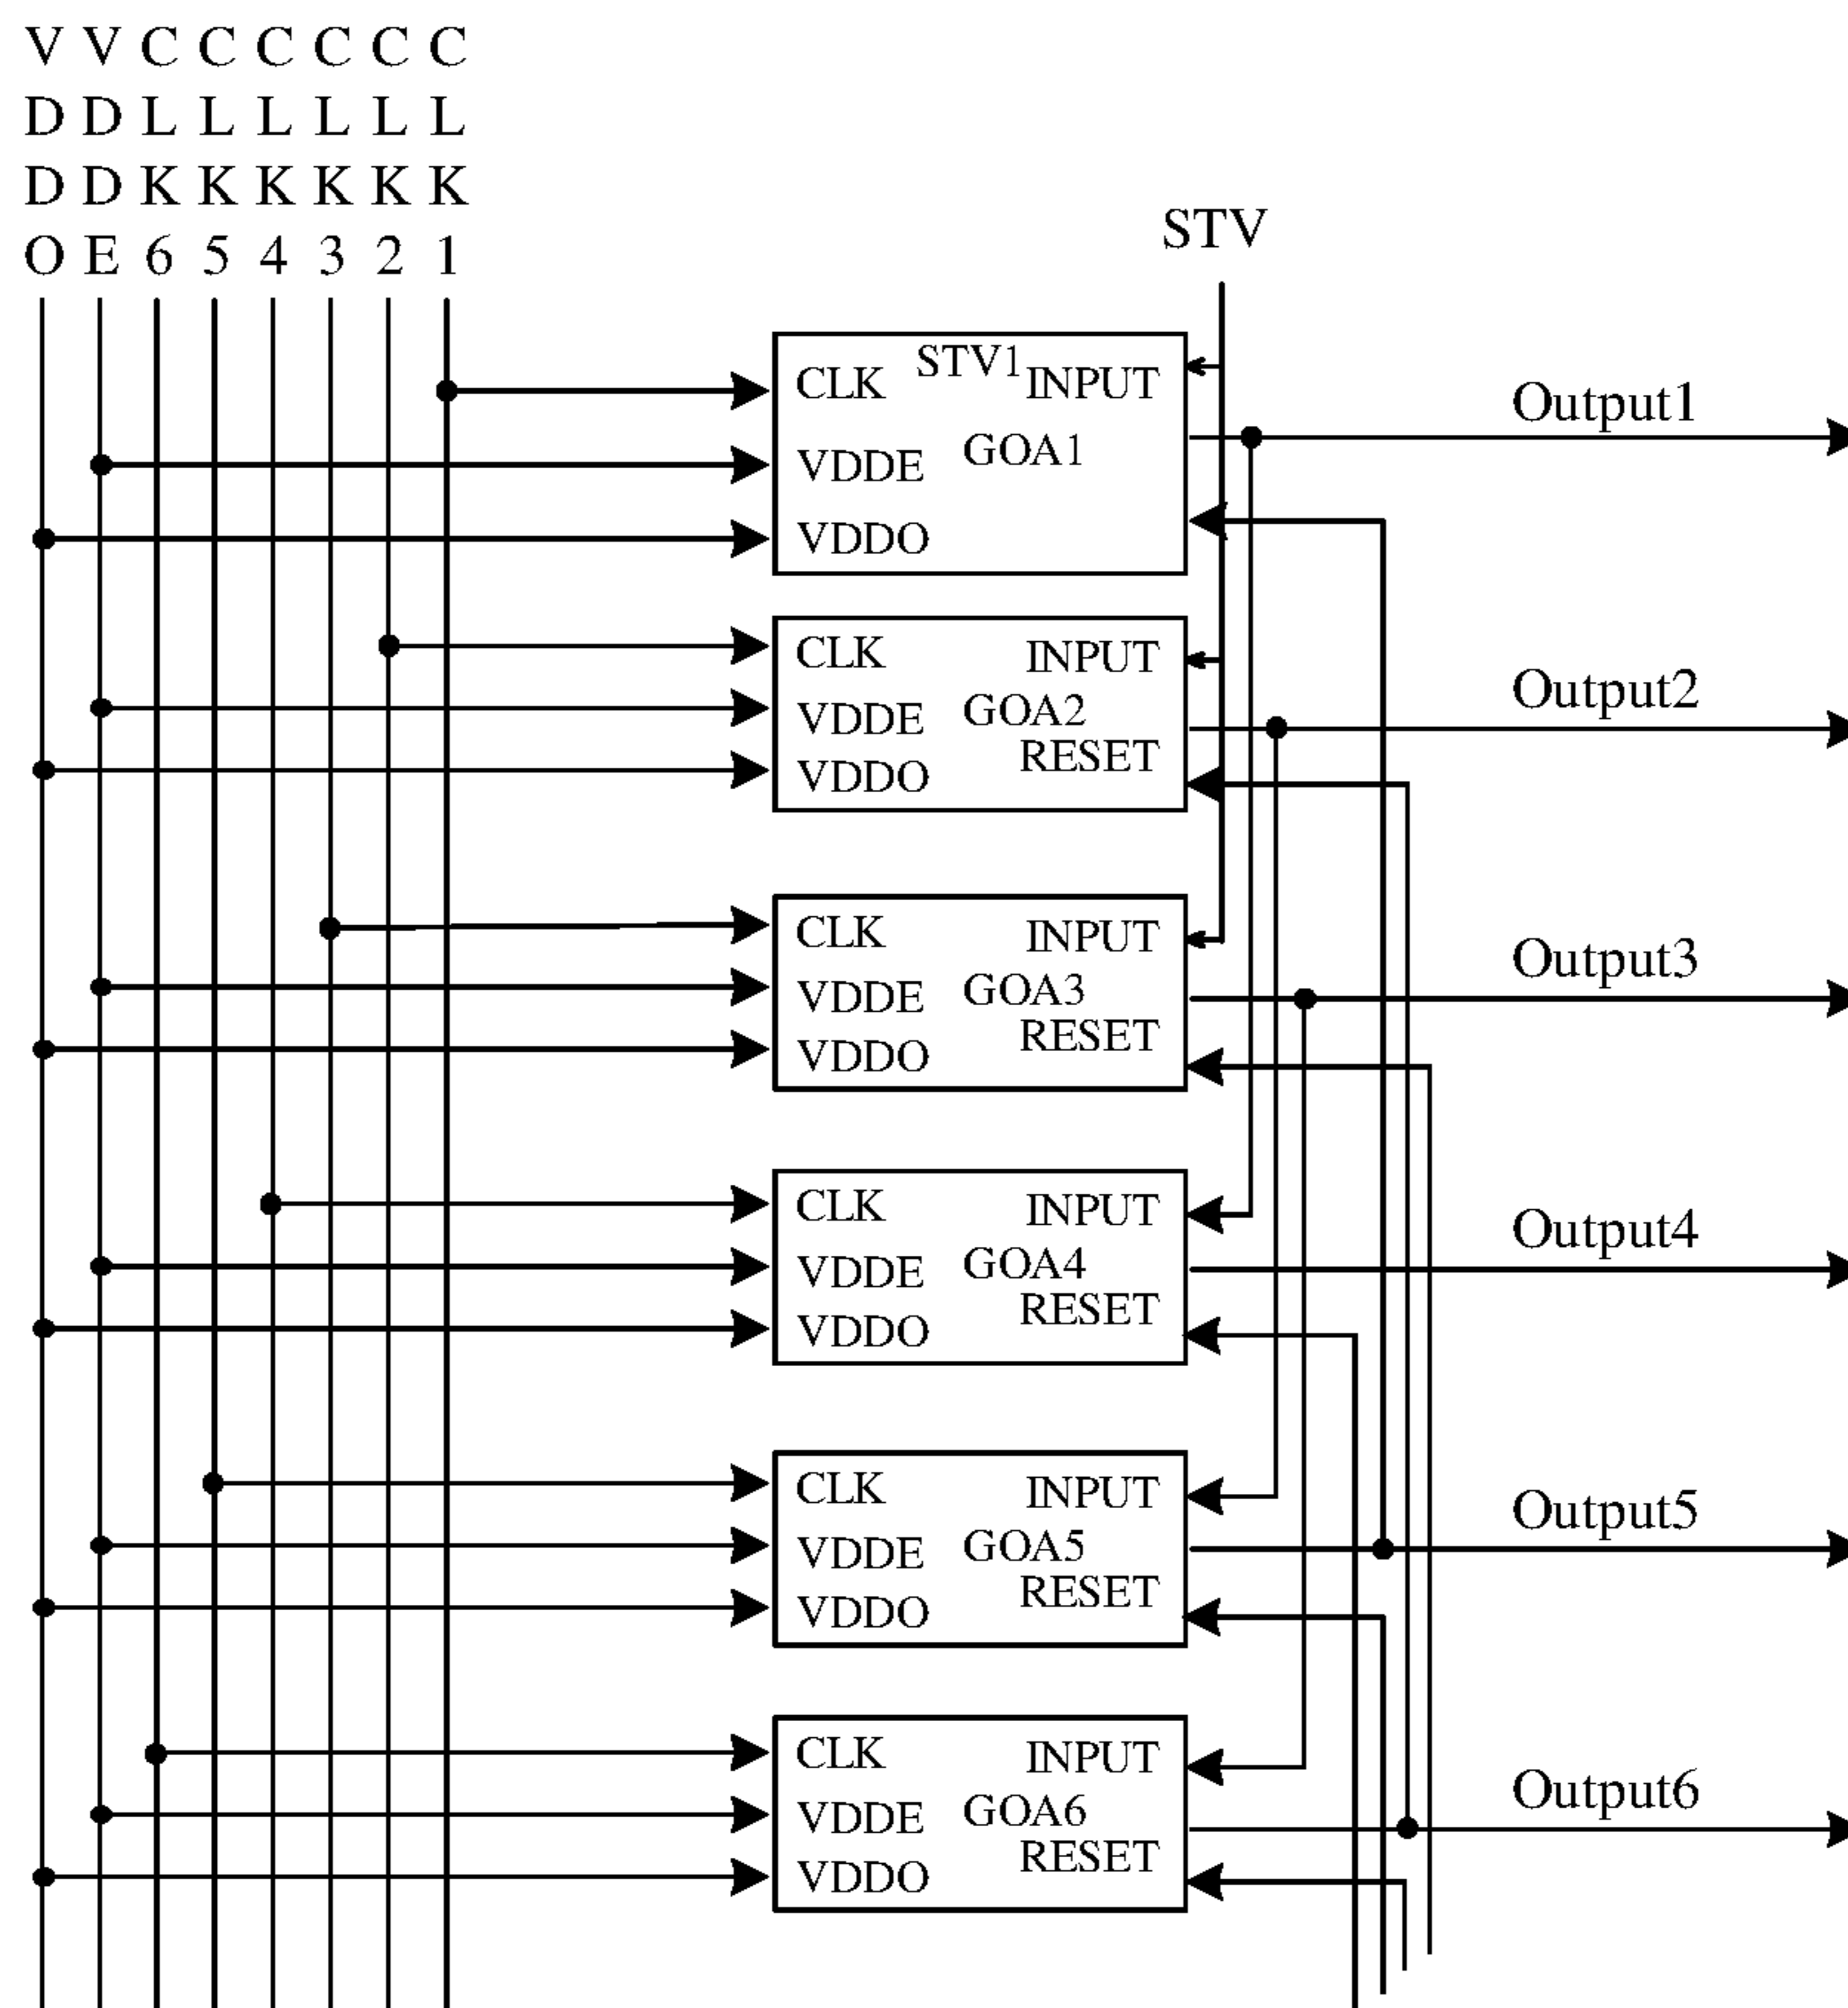 V V C C C C C C
D D L L L L L L
D D K K K K K K
O E 6 5 4 3 2 1
STV
CLK STV1 INPUT
VDDE GOA1
VDDO
Output1
CLK INPUT
VDDE GOA2
RESET
VDDO
Output2
CLK INPUT
VDDE GOA3
RESET
VDDO
Output3
CLK INPUT
VDDE GOA4
RESET
VDDO
Output4
CLK INPUT
VDDE GOA5
RESET
VDDO
Output5
CLK INPUT
VDDE GOA6
RESET
VDDO
Output6